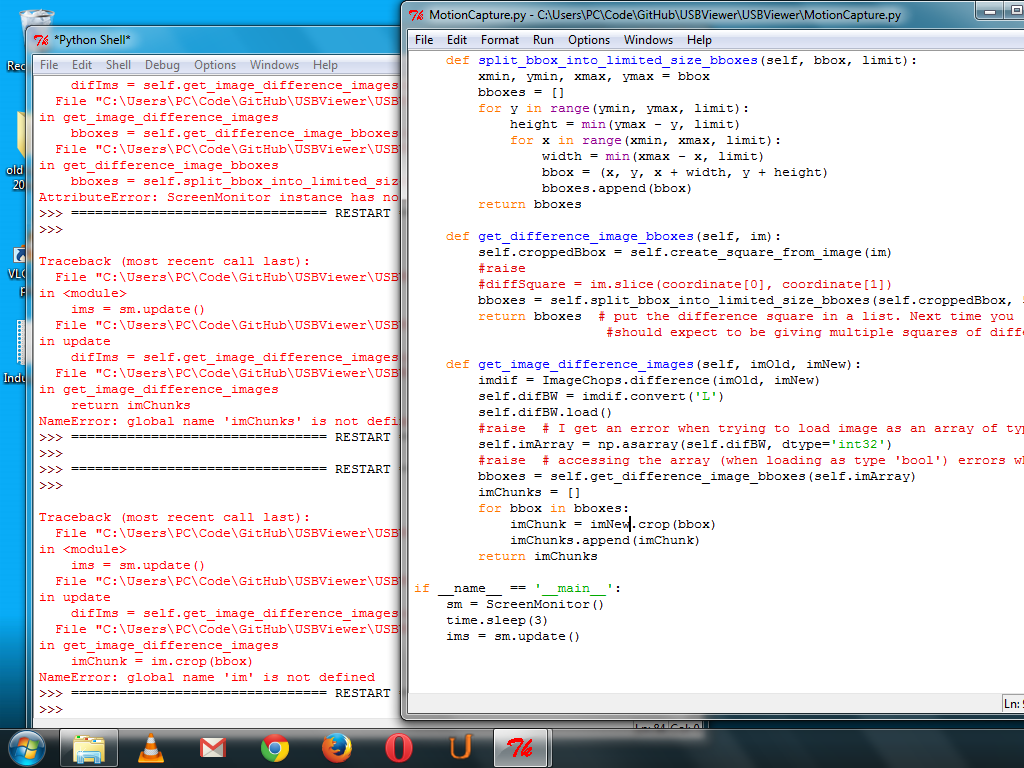 Rec
old
20
VLC
P
Indu
*Python Shell*
File Edit Shell Debug Options Windows Help
difIms = self.get_image_difference_images
File "C:\Users\PC\Code\GitHub\USBViewer\USB
in get_image_difference_images
bboxes = self.get_difference_image_bboxes
File "C:\Users\PC\Code\GitHub\USBViewer\USB
in get_difference_image_bboxes
bboxes = self.split_bbox_into_limited_siz
AttributeError: ScreenMonitor instance has no
>>> ================================ RESTART
>>>
Traceback (most recent call last):
File "C:\Users\PC\Code\GitHub\USBViewer\USB
in <module>
ims = sm.update()
File "C:\Users\PC\Code\GitHub\USBViewer\USB
in update
difIms = self.get_image_difference_images
File "C:\Users\PC\Code\GitHub\USBViewer\USB
in get_image_difference_images
return imChunks
NameError: global name 'imChunks' is not defi
>>> ================================ RESTART
>>>
>>> ================================ RESTART
>>>
Traceback (most recent call last):
File "C:\Users\PC\Code\GitHub\USBViewer\USB
in <module>
ims = sm.update()
File "C:\Users\PC\Code\GitHub\USBViewer\USB
in update
difIms = self.get_image_difference_images
File "C:\Users\PC\Code\GitHub\USBViewer\USB
in get_image_difference_images
imChunk = im.crop(bbox)
NameError: global name 'im' is not defined
>>> ================================ RESTART
>>>
MotionCapture.py - C:\Users\PC\Code\GitHub\USBViewer\USBViewer\MotionCapture.py
File Edit Format Run Options Windows Help
def split_bbox_into_limited_size_bboxes(self, bbox, limit):
xmin, ymin, xmax, ymax = bbox
bboxes = []
for y in range(ymin, ymax, limit):
height = min(ymax - y, limit)
for x in range(xmin, xmax, limit):
width = min(xmax - x, limit)
bbox = (x, y, x + width, y + height)
bboxes.append(bbox)
return bboxes
def get_difference_image_bboxes(self, im):
self.croppedBbox = self.create_square_from_image(im)
#raise
#diffSquare = im.slice(coordinate[0], coordinate[1])
bboxes = self.split_bbox_into_limited_size_bboxes(self.croppedBbox,
return bboxes # put the difference square in a list. Next time you
#should expect to be giving multiple squares of diff
def get_image_difference_images(self, imOld, imNew):
imdif = ImageChops.difference(imOld, imNew)
self.difBW = imdif.convert('L')
self.difBW.load()
#raise # I get an error when trying to load image as an array of typ
self.imArray = np.asarray(self.difBW, dtype='int32')
#raise # accessing the array (when loading as type 'bool') errors wh
bboxes = self.get_difference_image_bboxes(self.imArray)
imChunks = []
for bbox in bboxes:
imChunk = imNew.crop(bbox)
imChunks.append(imChunk)
return imChunks
if __name__ == '__main__':
sm = ScreenMonitor()
time.sleep(3)
ims = sm.update()
Ln:
Ln: 84 Col: 0